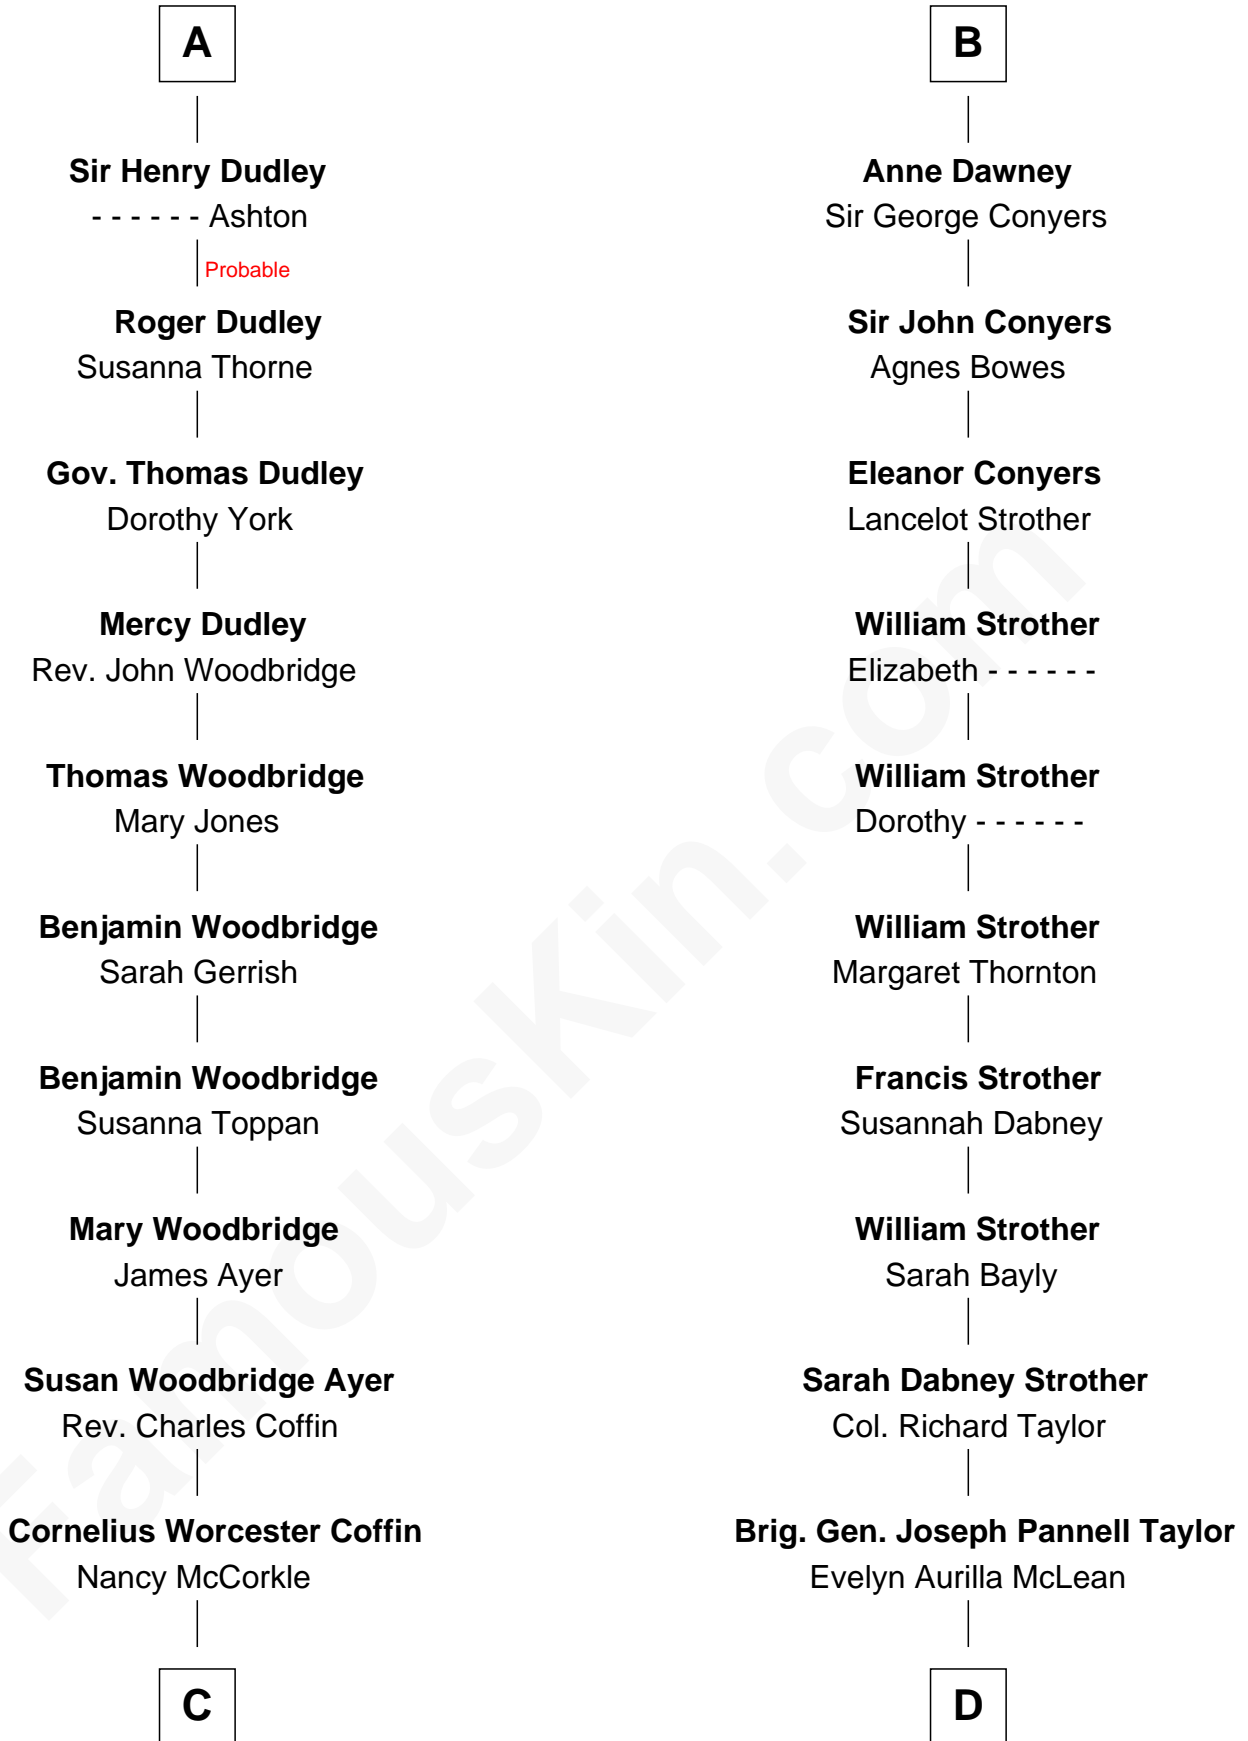 A
Sir Henry Dudley
- - - - - - Ashton
Probable
Roger Dudley
Susanna Thorne
Gov. Thomas Dudley
Dorothy York
Mercy Dudley
Rev. John Woodbridge
Thomas Woodbridge
Mary Jones
Benjamin Woodbridge
Sarah Gerrish
Benjamin Woodbridge
Susanna Toppan
Mary Woodbridge
James Ayer
Susan Woodbridge Ayer
Rev. Charles Coffin
Cornelius Worcester Coffin
Nancy McCorkle
C
B
Anne Dawney
Sir George Conyers
Sir John Conyers
Agnes Bowes
Eleanor Conyers
Lancelot Strother
William Strother
Elizabeth - - - - - -
William Strother
Dorothy - - - - - -
William Strother
Margaret Thornton
Francis Strother
Susannah Dabney
William Strother
Sarah Bayly
Sarah Dabney Strother
Col. Richard Taylor
Brig. Gen. Joseph Pannell Taylor
Evelyn Aurilla McLean
D
FamousKin.com